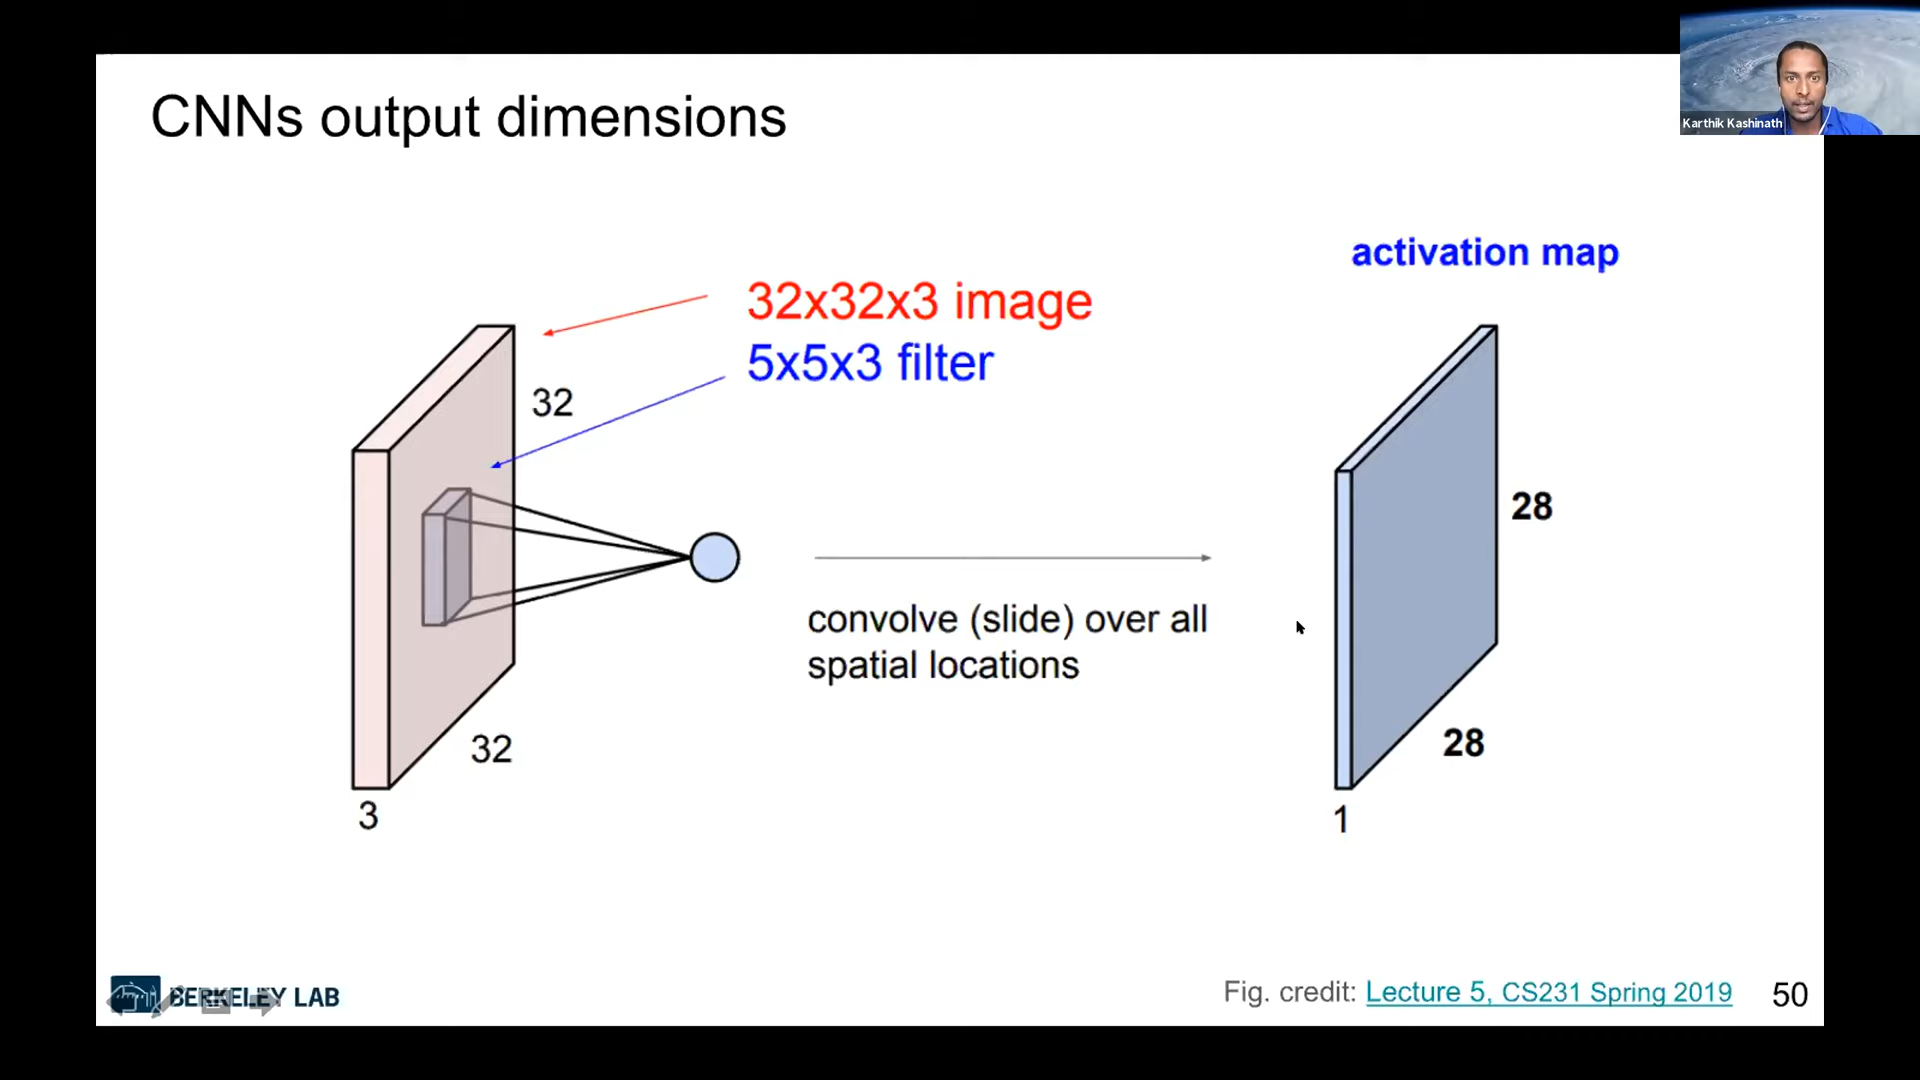 CNNs output dimensions
Karthik Kashinath
activation map
32x32x3 image
5x5x3 filter
32
28
convolve (slide) over all
spatial locations
32
28
3
1
BERKELEY LAB
Fig. credit: Lecture 5, CS231 Spring 2019
50